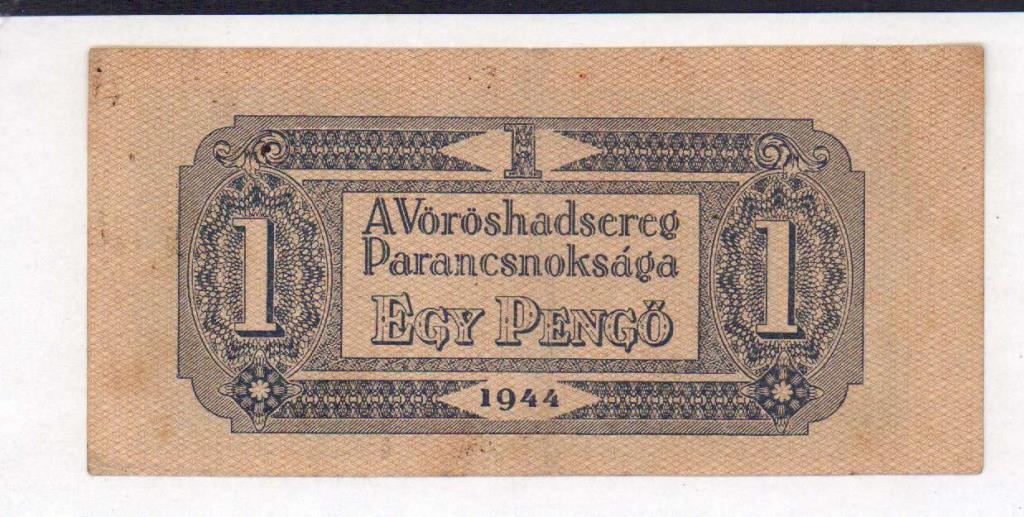 1
A Vöröshadsereg
Parancsnoksága
1 EGY PENGŐ 1
1944